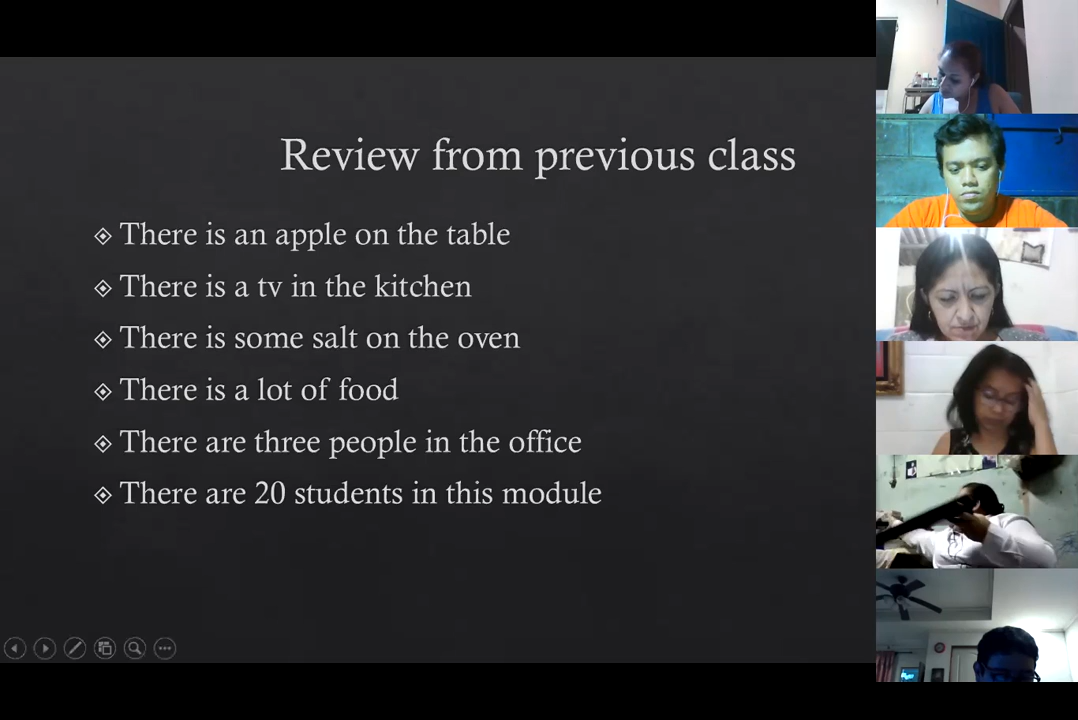 Review from previous class
There is an apple on the table
There is a tv in the kitchen
There is some salt on the oven
There is a lot of food
There are three people in the office
There are 20 students in this module